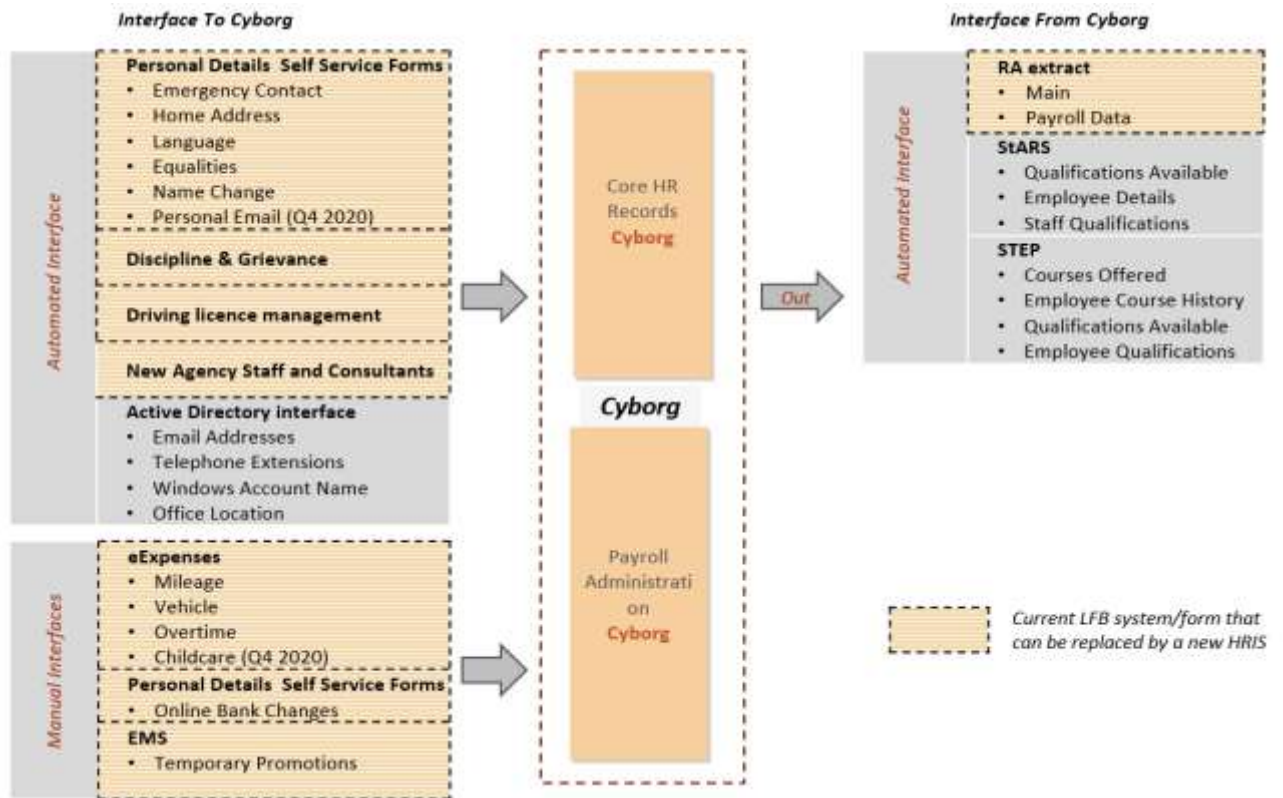 Interface To Cyborg
Automated Interface
Personal Details Self Service Forms
• Emergency Contact
• Home Address
• Language
• Equalities
• Name Change
• Personal Email (Q4 2020)
Discipline & Grievance
Driving licence management
New Agency Staff and Consultants
Active Directory interface
• Email Addresses
• Telephone Extensions
• Windows Account Name
• Office Location
Manual Interfaces
eExpenses
• Mileage
• Vehicle
• Overtime
• Childcare (Q4 2020)
Personal Details Self Service Forms
• Online Bank Changes
EMS
• Temporary Promotions
Core HR
Records
Cyborg
Cyborg
Payroll
Administrati
on
Cyborg
Out
Interface From Cyborg
Automated Interface
RA extract
• Main
• Payroll Data
StARS
• Qualifications Available
• Employee Details
• Staff Qualifications
STEP
• Courses Offered
• Employee Course History
• Qualifications Available
• Employee Qualifications
Current LFB system/form that
can be replaced by a new HRIS